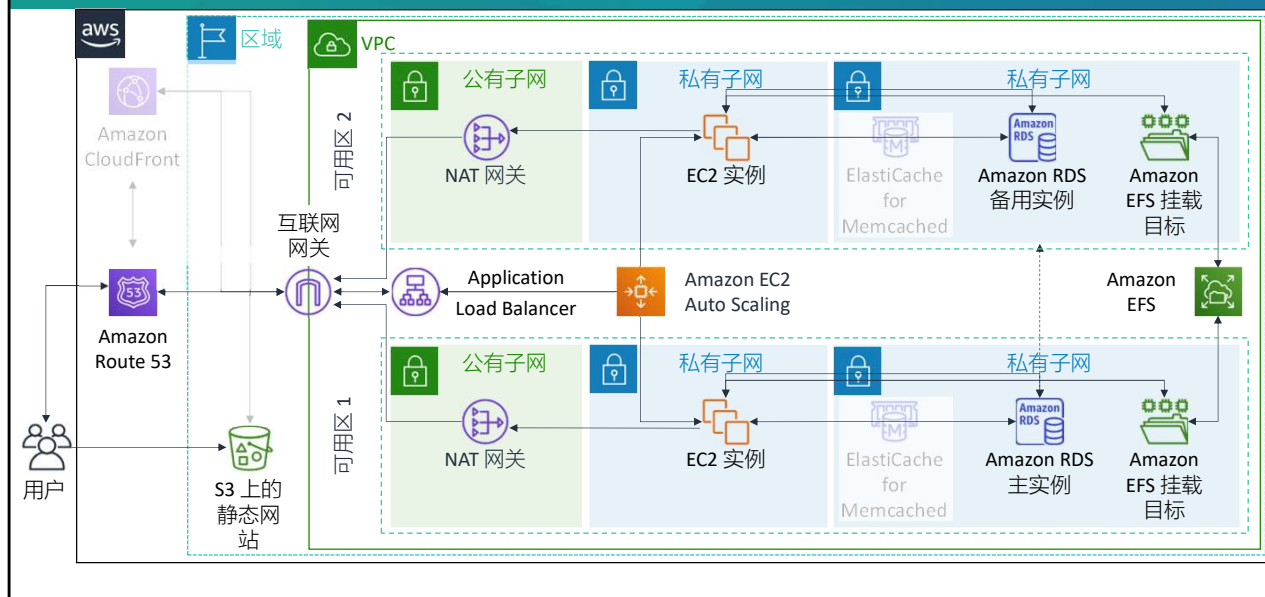 aws
区域
VPC
Amazon
CloudFront
Amazon
Route 53
用户
S3 上的
静态网
站
互联网
网关
可用区 2
公有子网
NAT 网关
私有子网
EC2 实例
私有子网
M
ElastiCache
for
Memcached
Amazon
RDS
Amazon RDS
备用实例
Amazon
EFS 挂载
目标
53
Application
Load Balancer
Amazon EC2
Auto Scaling
Amazon
EFS
可用区 1
公有子网
NAT 网关
私有子网
EC2 实例
私有子网
M
ElastiCache
for
Memcached
Amazon
RDS
Amazon RDS
主实例
Amazon
EFS 挂载
目标